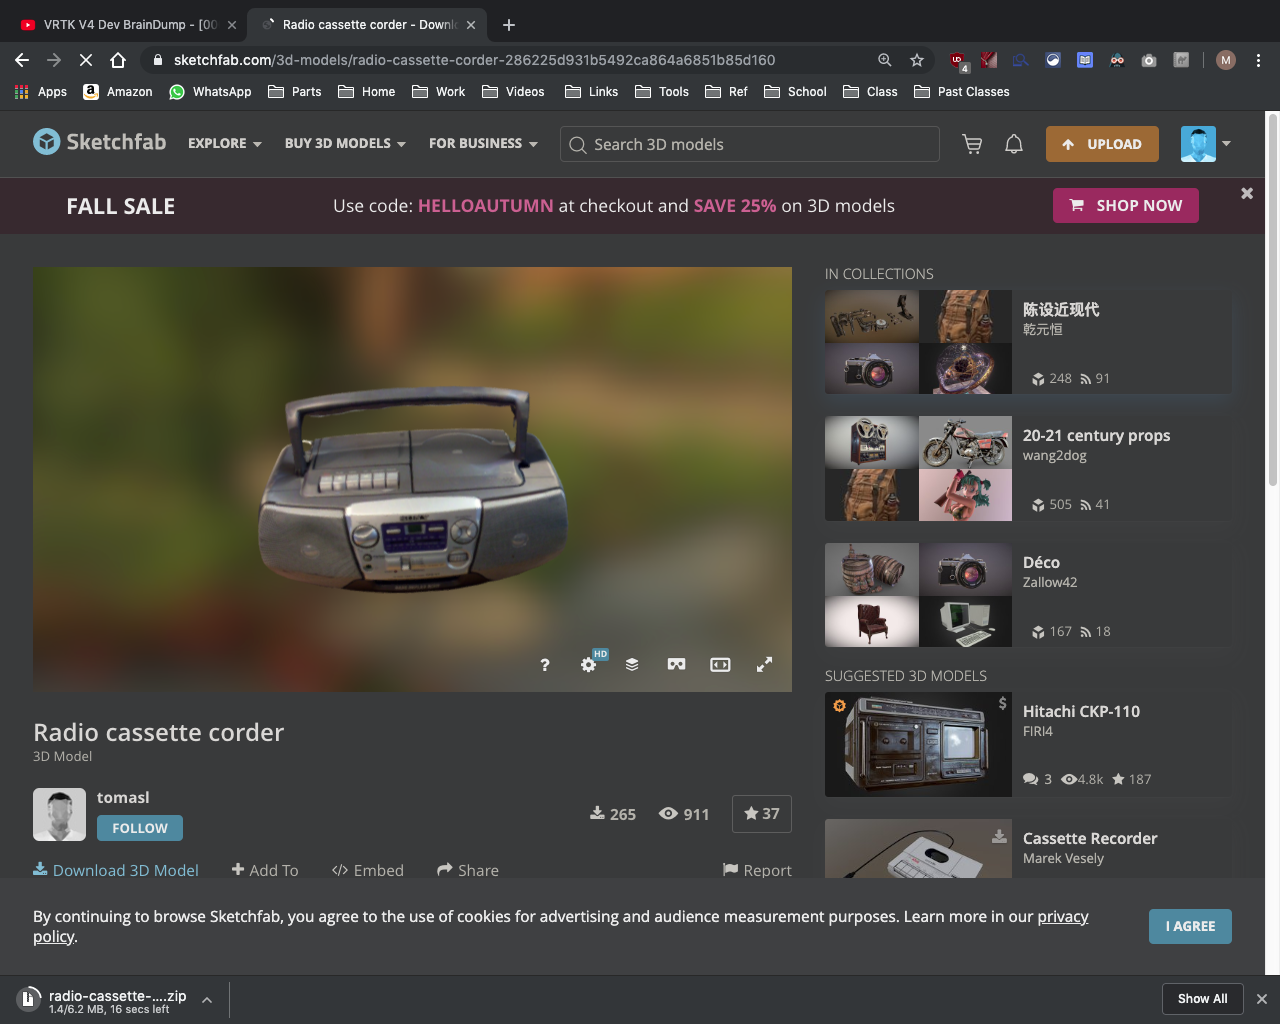 VRTK V4 Dev BrainDump - [00
Radio cassette corder - Downl
sketchfab.com/3d-models/radio-cassette-corder-286225d931b5492ca864a6851b85d160
4
M
Apps
Amazon
WhatsApp
Parts
Home
Work
Videos
Links
Tools
Ref
School
Class
Past Classes
Sketchfab
EXPLORE
BUY 3D MODELS
FOR BUSINESS
Search 3D models
UPLOAD
FALL SALE
Use code: HELLOAUTUMN at checkout and SAVE 25% on 3D models
SHOP NOW
HD
Radio cassette corder
3D Model
tomasl
FOLLOW
265
911
37
Download 3D Model
Add To
Embed
Share
Report
IN COLLECTIONS
陈设近现代
乾元恒
248
91
20-21 century props
wang2dog
505
41
Déco
Zallow42
167
18
SUGGESTED 3D MODELS
Hitachi CKP-110
FIRI4
3
4.8k
187
Cassette Recorder
Marek Vesely
By continuing to browse Sketchfab, you agree to the use of cookies for advertising and audience measurement purposes. Learn more in our privacy
policy.
I AGREE
radio-cassette-....zip
1.4/6.2 MB, 16 secs left
Show All